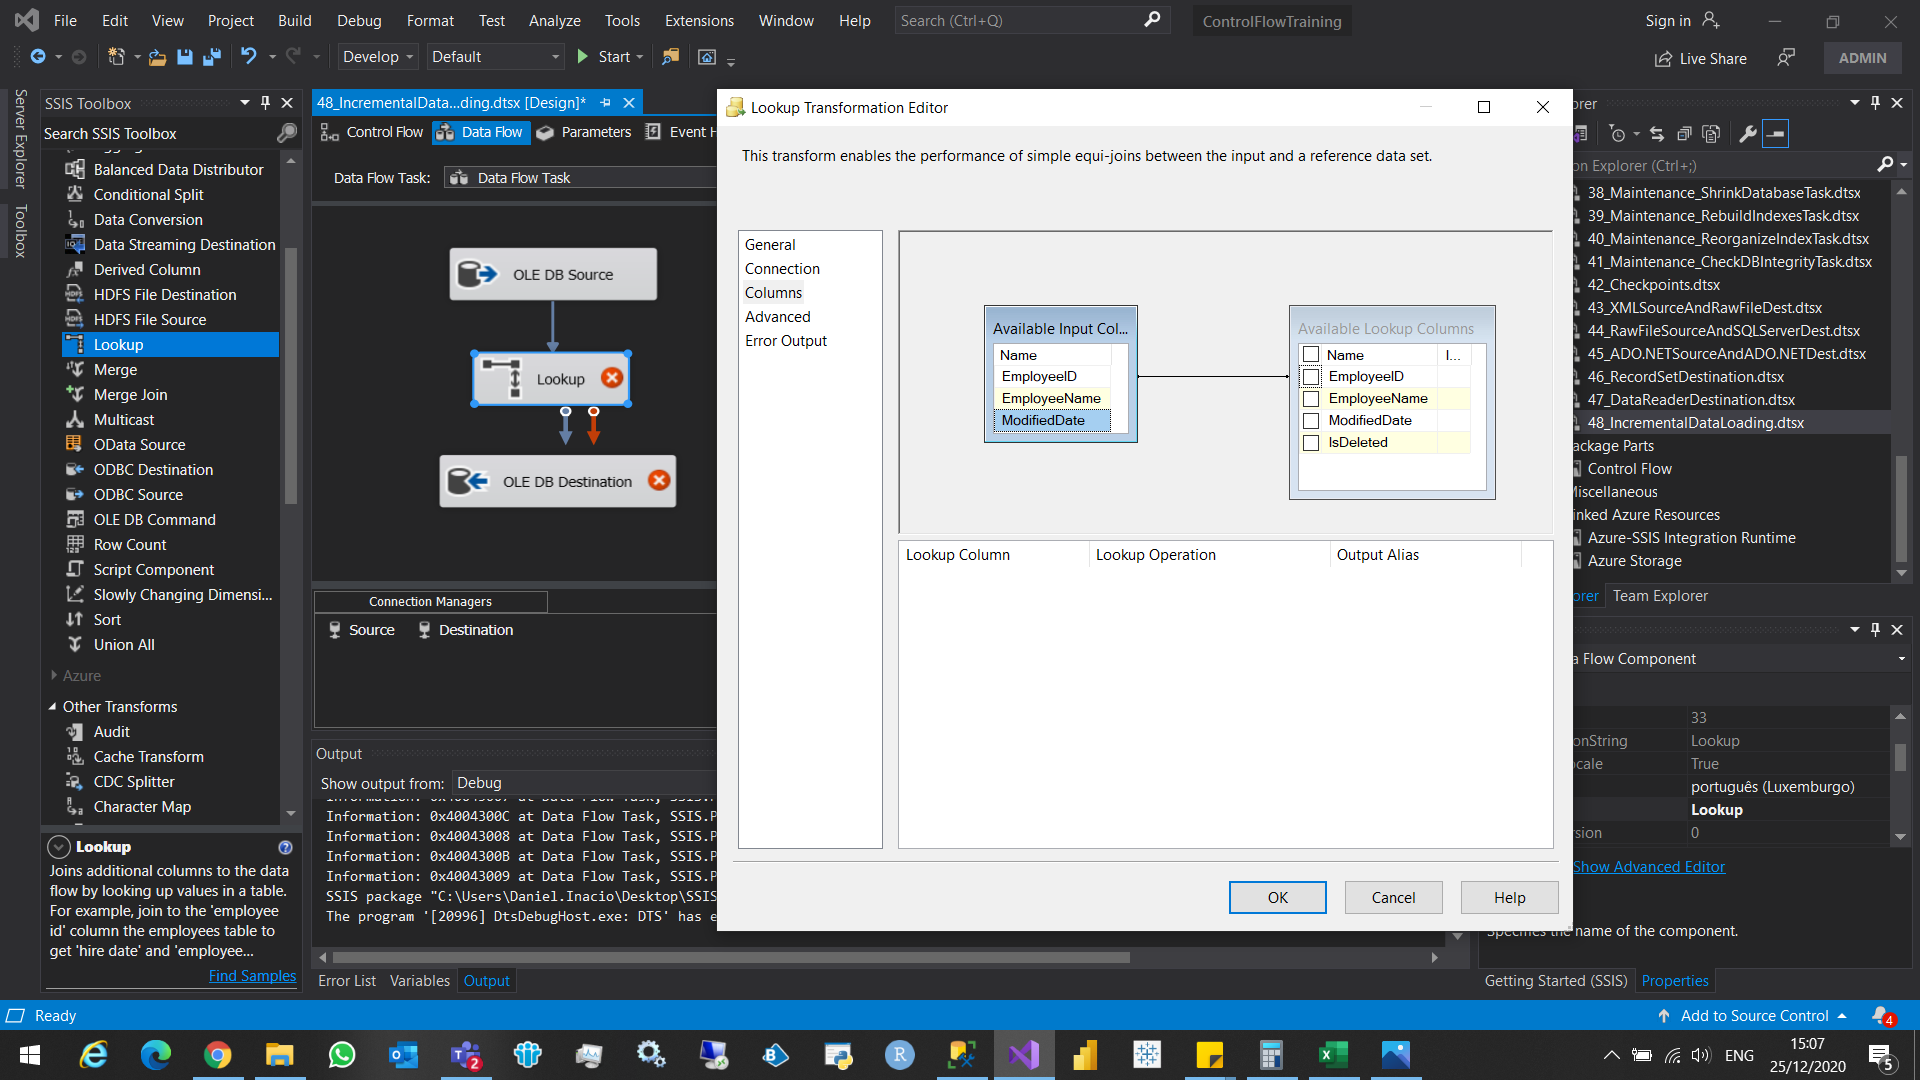 File Edit View Project Build Debug Format Test Analyze Tools Extensions Window Help Search (Ctrl+Q) ControlFlowTraining Sign in
Develop Default Start Live Share ADMIN
Server Explorer
Toolbox
SSIS Toolbox
Search SSIS Toolbox
Balanced Data Distributor
Conditional Split
Data Conversion
Data Streaming Destination
Derived Column
HDFS File Destination
HDFS File Source
Lookup
Merge
Merge Join
Multicast
OData Source
ODBC Destination
ODBC Source
OLE DB Command
Row Count
Script Component
Slowly Changing Dimensi...
Sort
Union All
Azure
Other Transforms
Audit
Cache Transform
CDC Splitter
Character Map
Lookup
Joins additional columns to the data
flow by looking up values in a table.
For example, join to the 'employee
id' column the employees table to
get 'hire date' and 'employee...
Find Samples
48_IncrementalData...ding.dtsx [Design]*
Control Flow Data Flow Parameters Event H
Data Flow Task: Data Flow Task
OLE DB Source
Lookup
OLE DB Destination
Connection Managers
Source Destination
Output
Show output from: Debug
Information: 0x4004300C at Data Flow Task, SSIS.P
Information: 0x40043008 at Data Flow Task, SSIS.P
Information: 0x4004300B at Data Flow Task, SSIS.P
Information: 0x40043009 at Data Flow Task, SSIS.P
SSIS package "C:\Users\Daniel.Inacio\Desktop\SSIS
The program '[20996] DtsDebugHost.exe: DTS' has e
Error List Variables Output
Lookup Transformation Editor
This transform enables the performance of simple equi-joins between the input and a reference data set.
General
Connection
Columns
Advanced
Error Output
Available Input Col...
Name
EmployeeID
EmployeeName
ModifiedDate
Available Lookup Columns
Name I...
EmployeeID
EmployeeName
ModifiedDate
IsDeleted
Lookup Column Lookup Operation Output Alias
OK Cancel Help
orer
on Explorer (Ctrl+;)
38_Maintenance_ShrinkDatabaseTask.dtsx
39_Maintenance_RebuildIndexesTask.dtsx
40_Maintenance_ReorganizeIndexTask.dtsx
41_Maintenance_CheckDBIntegrityTask.dtsx
42_Checkpoints.dtsx
43_XMLSourceAndRawFileDest.dtsx
44_RawFileSourceAndSQLServerDest.dtsx
45_ADO.NETSourceAndADO.NETDest.dtsx
46_RecordSetDestination.dtsx
47_DataReaderDestination.dtsx
48_IncrementalDataLoading.dtsx
ackage Parts
Control Flow
Miscellaneous
inked Azure Resources
Azure-SSIS Integration Runtime
Azure Storage
orer Team Explorer
a Flow Component
33
onString Lookup
ocale True
português (Luxemburgo)
Lookup
rsion 0
Show Advanced Editor
Specifies the name of the component.
Getting Started (SSIS) Properties
Ready Add to Source Control 4
2 ENG 15:07
25/12/2020 5